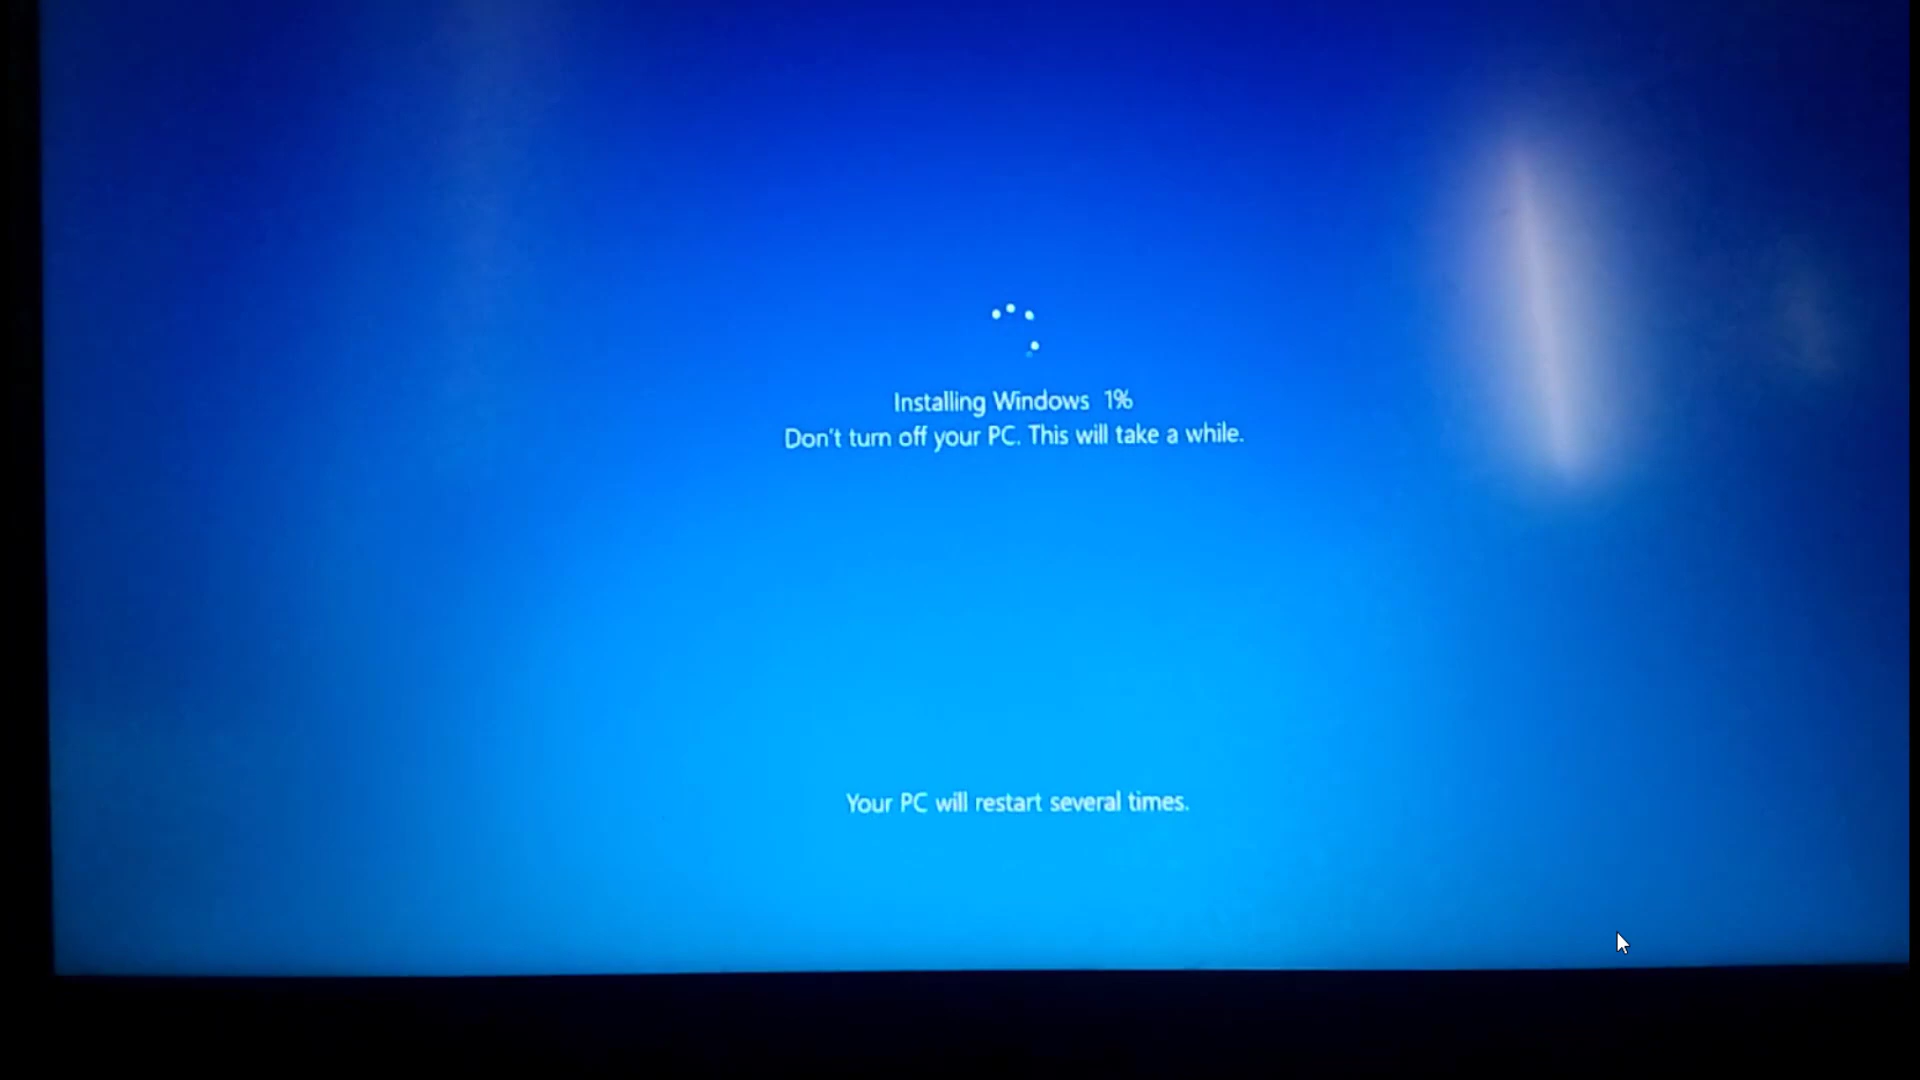 Installing Windows 1%
Don't turn off your PC. This will take a while.
Your PC will restart several times.